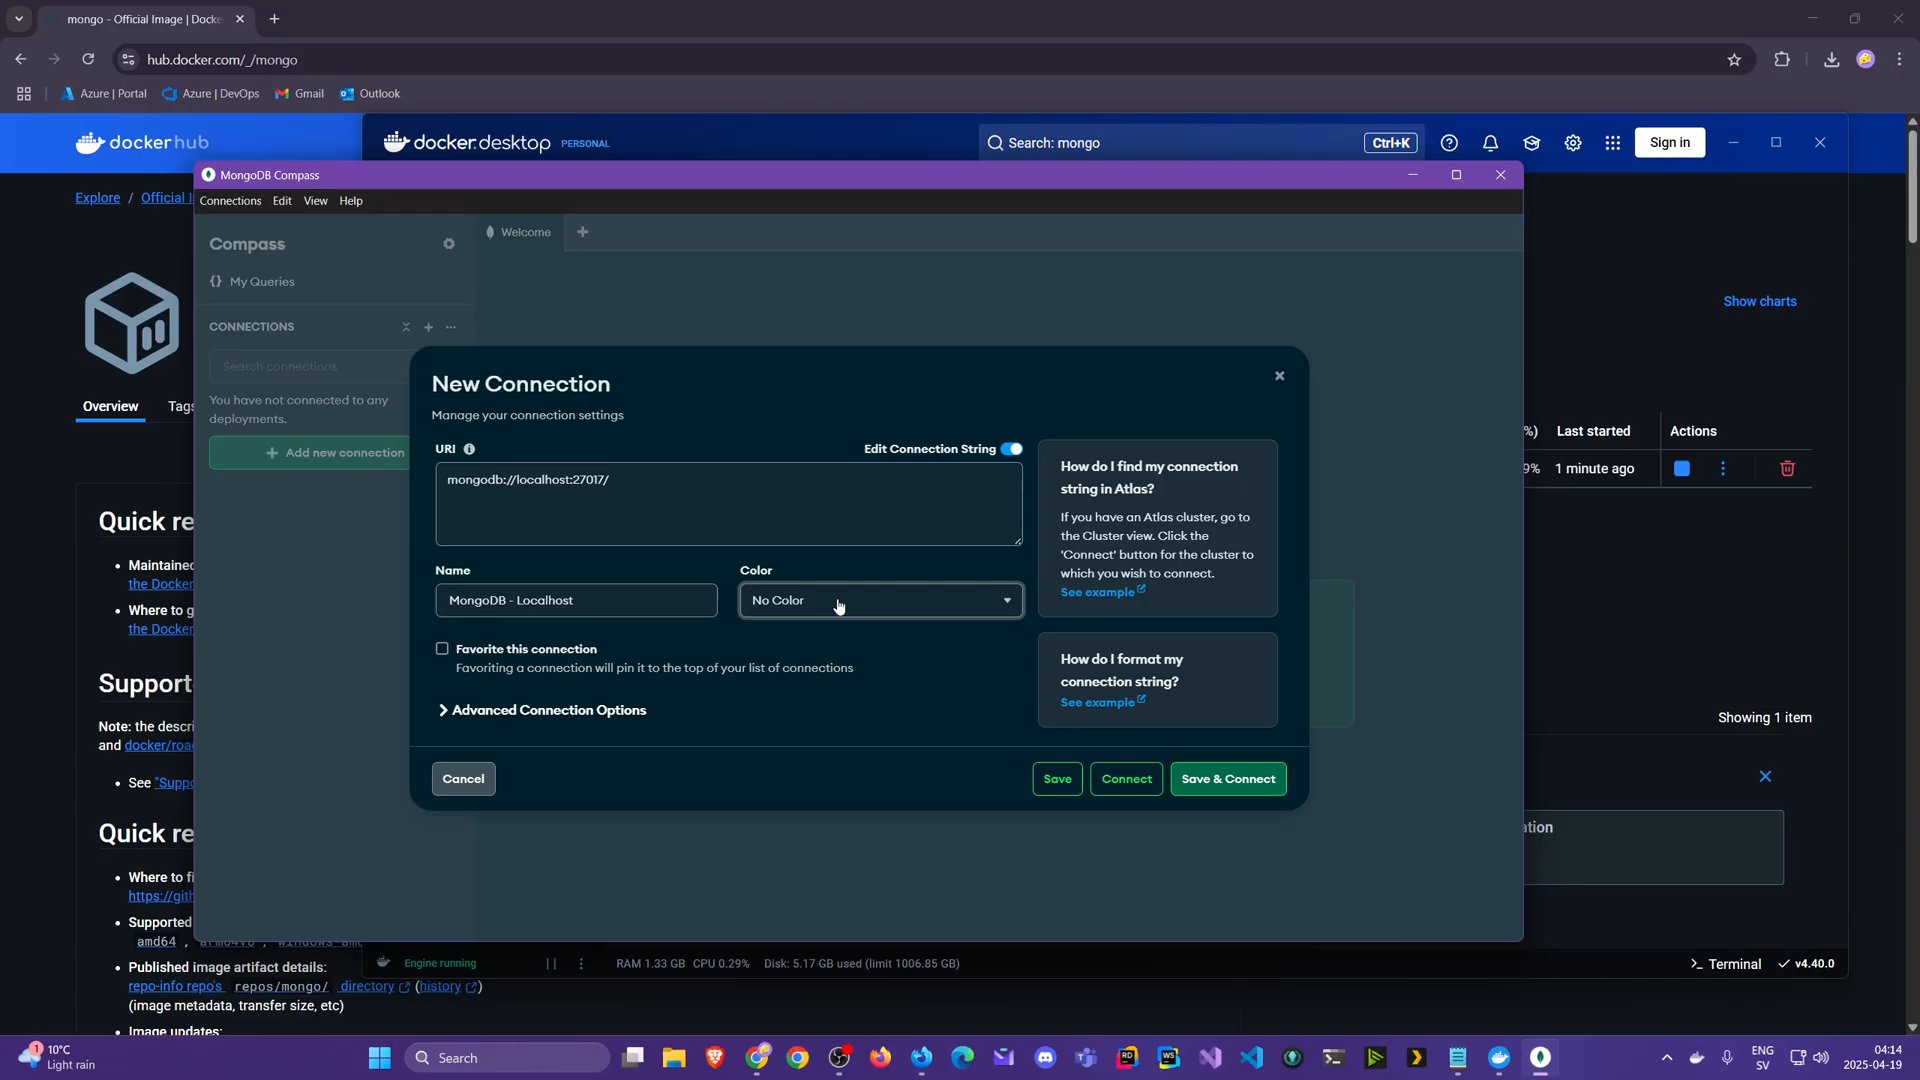 mongo - Official Image | Docke
hub.docker.com/_/mongo
Azure | Portal
Azure | DevOps
Gmail
Outlook
dockerhub
docker.desktop PERSONAL
Search: mongo
Ctrl+K
Sign in
Explore / Official I
MongoDB Compass
Connections Edit View Help
Compass
Welcome
{} My Queries
CONNECTIONS
Search connections
You have not connected to any
deployments.
+ Add new connection
Show charts
Overview
Tags
New Connection
Manage your connection settings
URI
Edit Connection String
mongodb://localhost:27017/
Name
MongoDB - Localhost
Color
No Color
Favorite this connection
Favoriting a connection will pin it to the top of your list of connections
Advanced Connection Options
How do I find my connection
string in Atlas?
If you have an Atlas cluster, go to
the Cluster view. Click the
'Connect' button for the cluster to
which you wish to connect.
See example
How do I format my
connection string?
See example
Cancel
Save
Connect
Save & Connect
%)
Last started
Actions
9%
1 minute ago
Showing 1 item
ation
Quick re
• Maintained
the Docker
• Where to g
the Docker
Support
Note: the descri
and docker/roa
• See "Suppo
Quick re
• Where to fi
https://gith
• Supported
amd64 ,
• Published image artifact details:
repo-info repo's repos/mongo/ directory (history)
(image metadata, transfer size, etc)
• Image updates:
Engine running
RAM 1.33 GB CPU 0.29% Disk: 5.17 GB used (limit 1006.85 GB)
>_ Terminal
v4.40.0
1
10°C
Light rain
Search
ENG
SV
04:14
2025-04-19